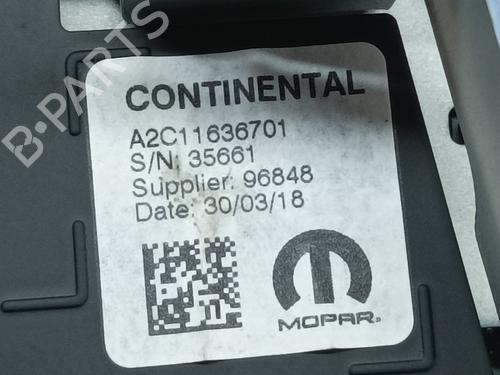 CONTINENTAL
A2C11636701
S/N: 35661
Supplier: 96848
Date: 30/03/18
MOPAR.
B-PARTS